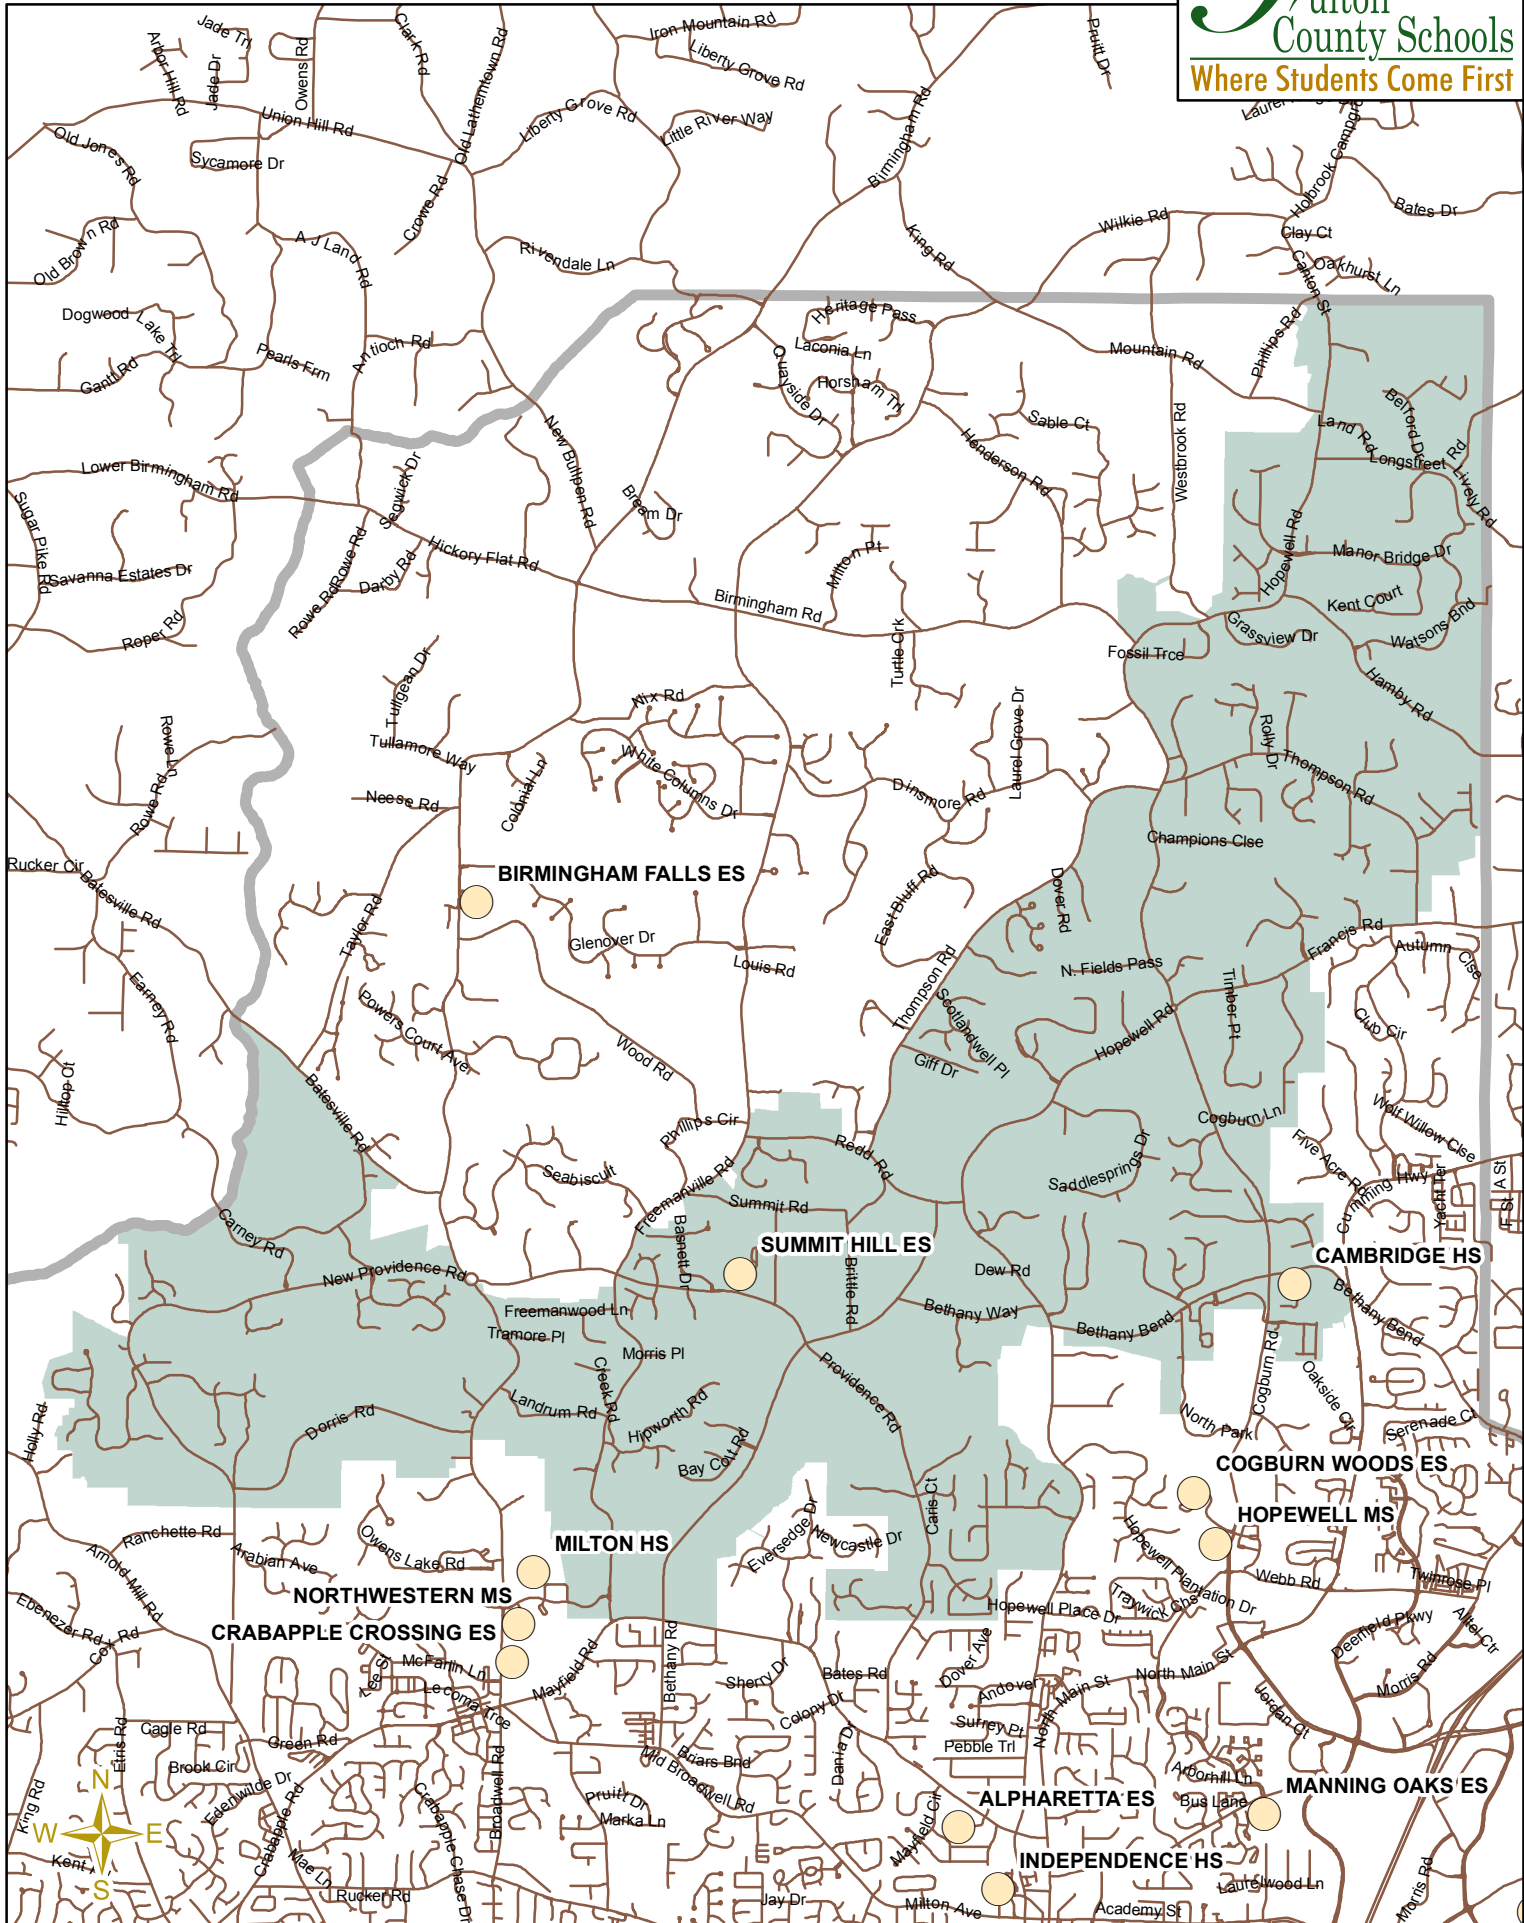 Fulton
County Schools
Where Students Come First
Iron Mountain Rd
Jade Trl
Arbor Hill Rd
Jade Dr
Owens Rd
Clark Rd
Old Lathemtown Rd
Liberty Grove Rd
Pruitt Dr
Union Hill Rd
Liberty Grove Rd
Little River Way
Birmingham Rd
Holbrook Campgro
Old Jones Rd
Sycamore Dr
Crowe Rd
Bates Dr
Wilkie Rd
Clay Ct
Old Brown Rd
A J Land Rd
Rivendale Ln
King Rd
Canton St
Oakhurst Ln
Dogwood
Lake Trl
Heritage Pass
Laconia Ln
Pearls Frm
Antioch Rd
Mountain Rd
Phillips Rd
Gantt Rd
Quayside Dr
Horsham Trl
Belford Dr
Sable Ct
Land Rd
New Bullpen Rd
Henderson Rd
Westbrook Rd
Longstreet Rd
Lively Rd
Lower Birmingham Rd
Segwick Dr
Bream Dr
Sugar Pike Rd
Rowe Rd
Hickory Flat Rd
Milton Pt
Hopewell Rd
Manor Bridge Dr
Savanna Estates Dr
Darby Rd
Rowe Rd
Birmingham Rd
Kent Court
Roper Rd
Turtle Crk
Fossil Trce
Grassview Dr
Watsons Bnd
Tullgean Dr
Nix Rd
Hamby Rd
Rowe Ln
Tullamore Way
White Columns Dr
Laurel Grove Dr
Rolly Dr
Thompson Rd
Neese Rd
Colonial Ln
Dinsmore Rd
Rowe Rd
Champions Clse
Rucker Cir
Batesville Rd
BIRMINGHAM FALLS ES
East Bluff Rd
Dover Rd
Taylor Rd
Glenover Dr
Louis Rd
Francis Rd
Autumn Clse
N. Fields Pass
Timber Pt
Earney Rd
Powers Court Ave
Thompson Rd
Scotlandwell Pl
Hopewell Rd
Club Cir
Wood Rd
Giff Dr
Hilltop Ct
Batesville Rd
Phillips Cir
Cogburn Ln
Wolf Willow Clse
Redd Rd
Five Acre Rd
Seabiscuit
Saddlesprings Dr
Cumming Hwy
Yacht Ter
A St
F St
Freemanville Rd
Summit Rd
Carney Rd
Basnett Dr
SUMMIT HILL ES
CAMBRIDGE HS
New Providence Rd
Brittle Rd
Dew Rd
Freemanwood Ln
Bethany Way
Bethany Bend
Bethany Bend
Tramore Pl
Morris Pl
Creek Rd
Providence Rd
Cogburn Rd
Oakside Cir
Landrum Rd
Hipworth Rd
Dorris Rd
Holly Rd
North Park
Serenade Ct
Bay Colt Rd
COGBURN WOODS ES
Caris Ct
HOPEWELL MS
Ranchette Rd
Owens Lake Rd
MILTON HS
Eversedge Dr
Newcastle Dr
Arnold Mill Rd
Arabian Ave
Hopewell Plantation Dr
Webb Rd
Twinrose Pl
NORTHWESTERN MS
Traywick Chs
Hopewell Place Dr
Ebenezer Rd
Cox Rd
CRABAPPLE CROSSING ES
Deerfield Pkwy
Alltel Ctr
Lee St
McFarlin Ln
Mayfield Rd
Bethany Rd
Sherry Dr
Bates Rd
Dover Ave
North Main St
Morris Rd
Lecoma Trce
Andover
North Main St
Colony Dr
Jordan Ct
Cagle Rd
Etris Rd
Green Rd
Surrey Pt
Pebble Trl
Brook Cir
Mid Broadwell Rd
Briars Bnd
Dania Dr
Broadwell Rd
Arborhill Ln
N
W E
S
Edenwilde Dr
King Rd
Crabapple Rd
Crabapple Chase Dr
Pruitt Dr
Marka Ln
ALPHARETTA ES
Bus Lane
MANNING OAKS ES
Mayfield Cir
Kent
Mae Ln
Rucker Rd
INDEPENDENCE HS
Laurelwood Ln
Jay Dr
Milton Ave
Academy St
Morris Rd